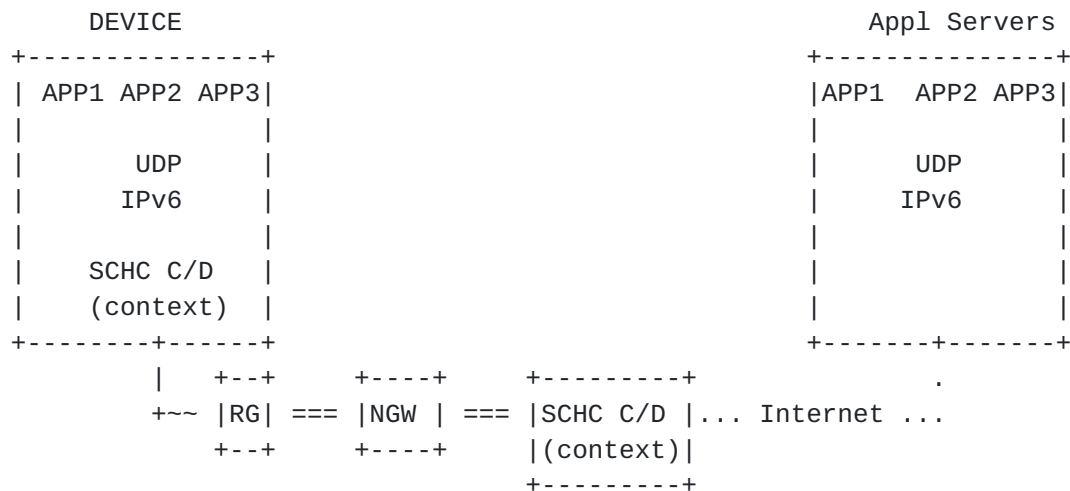 DEVICE                                            Appl Servers
+----------------+                                  +---------------+
| APP1 APP2 APP3|                                   |APP1  APP2 APP3|
|               |                                   |               |
|       UDP     |                                   |      UDP      |
|      IPv6     |                                   |     IPv6      |
|               |                                   |               |
|    SCHC C/D   |                                   |               |
|    (context)  |                                   |               |
+--------+------+                                   +-------+-------+
         |   +--+     +----+     +---------+               .
         +~~ |RG| === |NGW | === |SCHC C/D |... Internet ...
             +--+     +----+     |(context)|
                                 +---------+